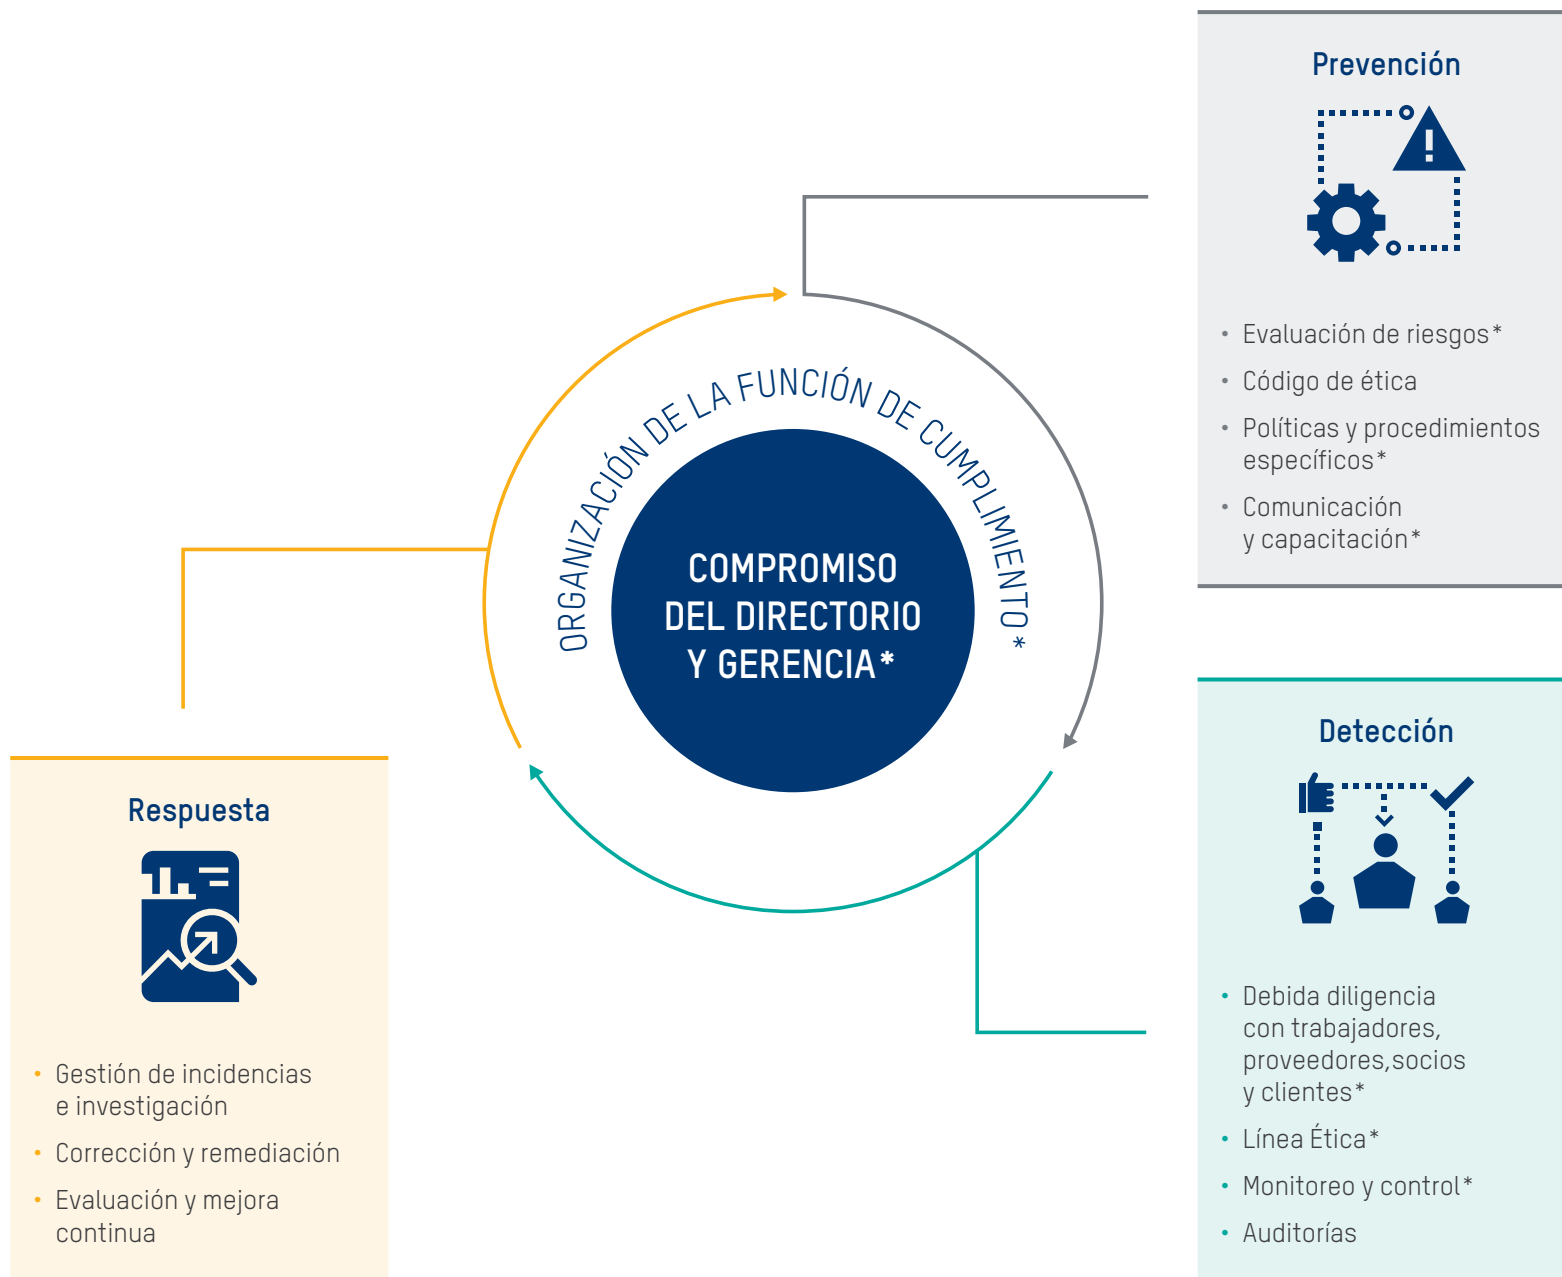 Prevención
• Evaluación de riesgos*
• Código de ética
• Políticas y procedimientos
específicos*
• Comunicación
y capacitación*
ORGANIZACIÓN DE LA FUNCIÓN DE CUMPLIMIENTO*
COMPROMISO
DEL DIRECTORIO
Y GERENCIA*
Detección
• Debida diligencia
con trabajadores,
proveedores,socios
y clientes*
• Línea Ética*
• Monitoreo y control*
• Auditorías
Respuesta
• Gestión de incidencias
e investigación
• Corrección y remediación
• Evaluación y mejora
continua